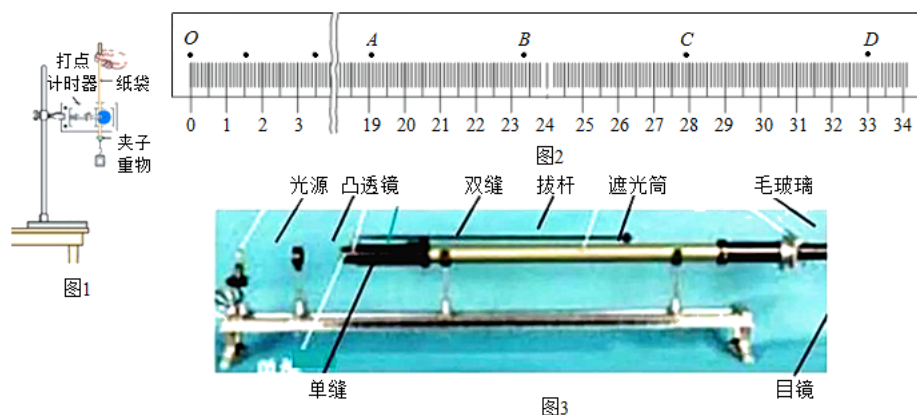 打点
计时器
纸袋
夹子
重物
图1
O A B C D
0 1 2 3 19 20 21 22 23 24 25 26 27 28 29 30 31 32 33 34
图2
光源 凸透镜 双缝 拔杆 遮光筒 毛玻璃
单缝 目镜
图3